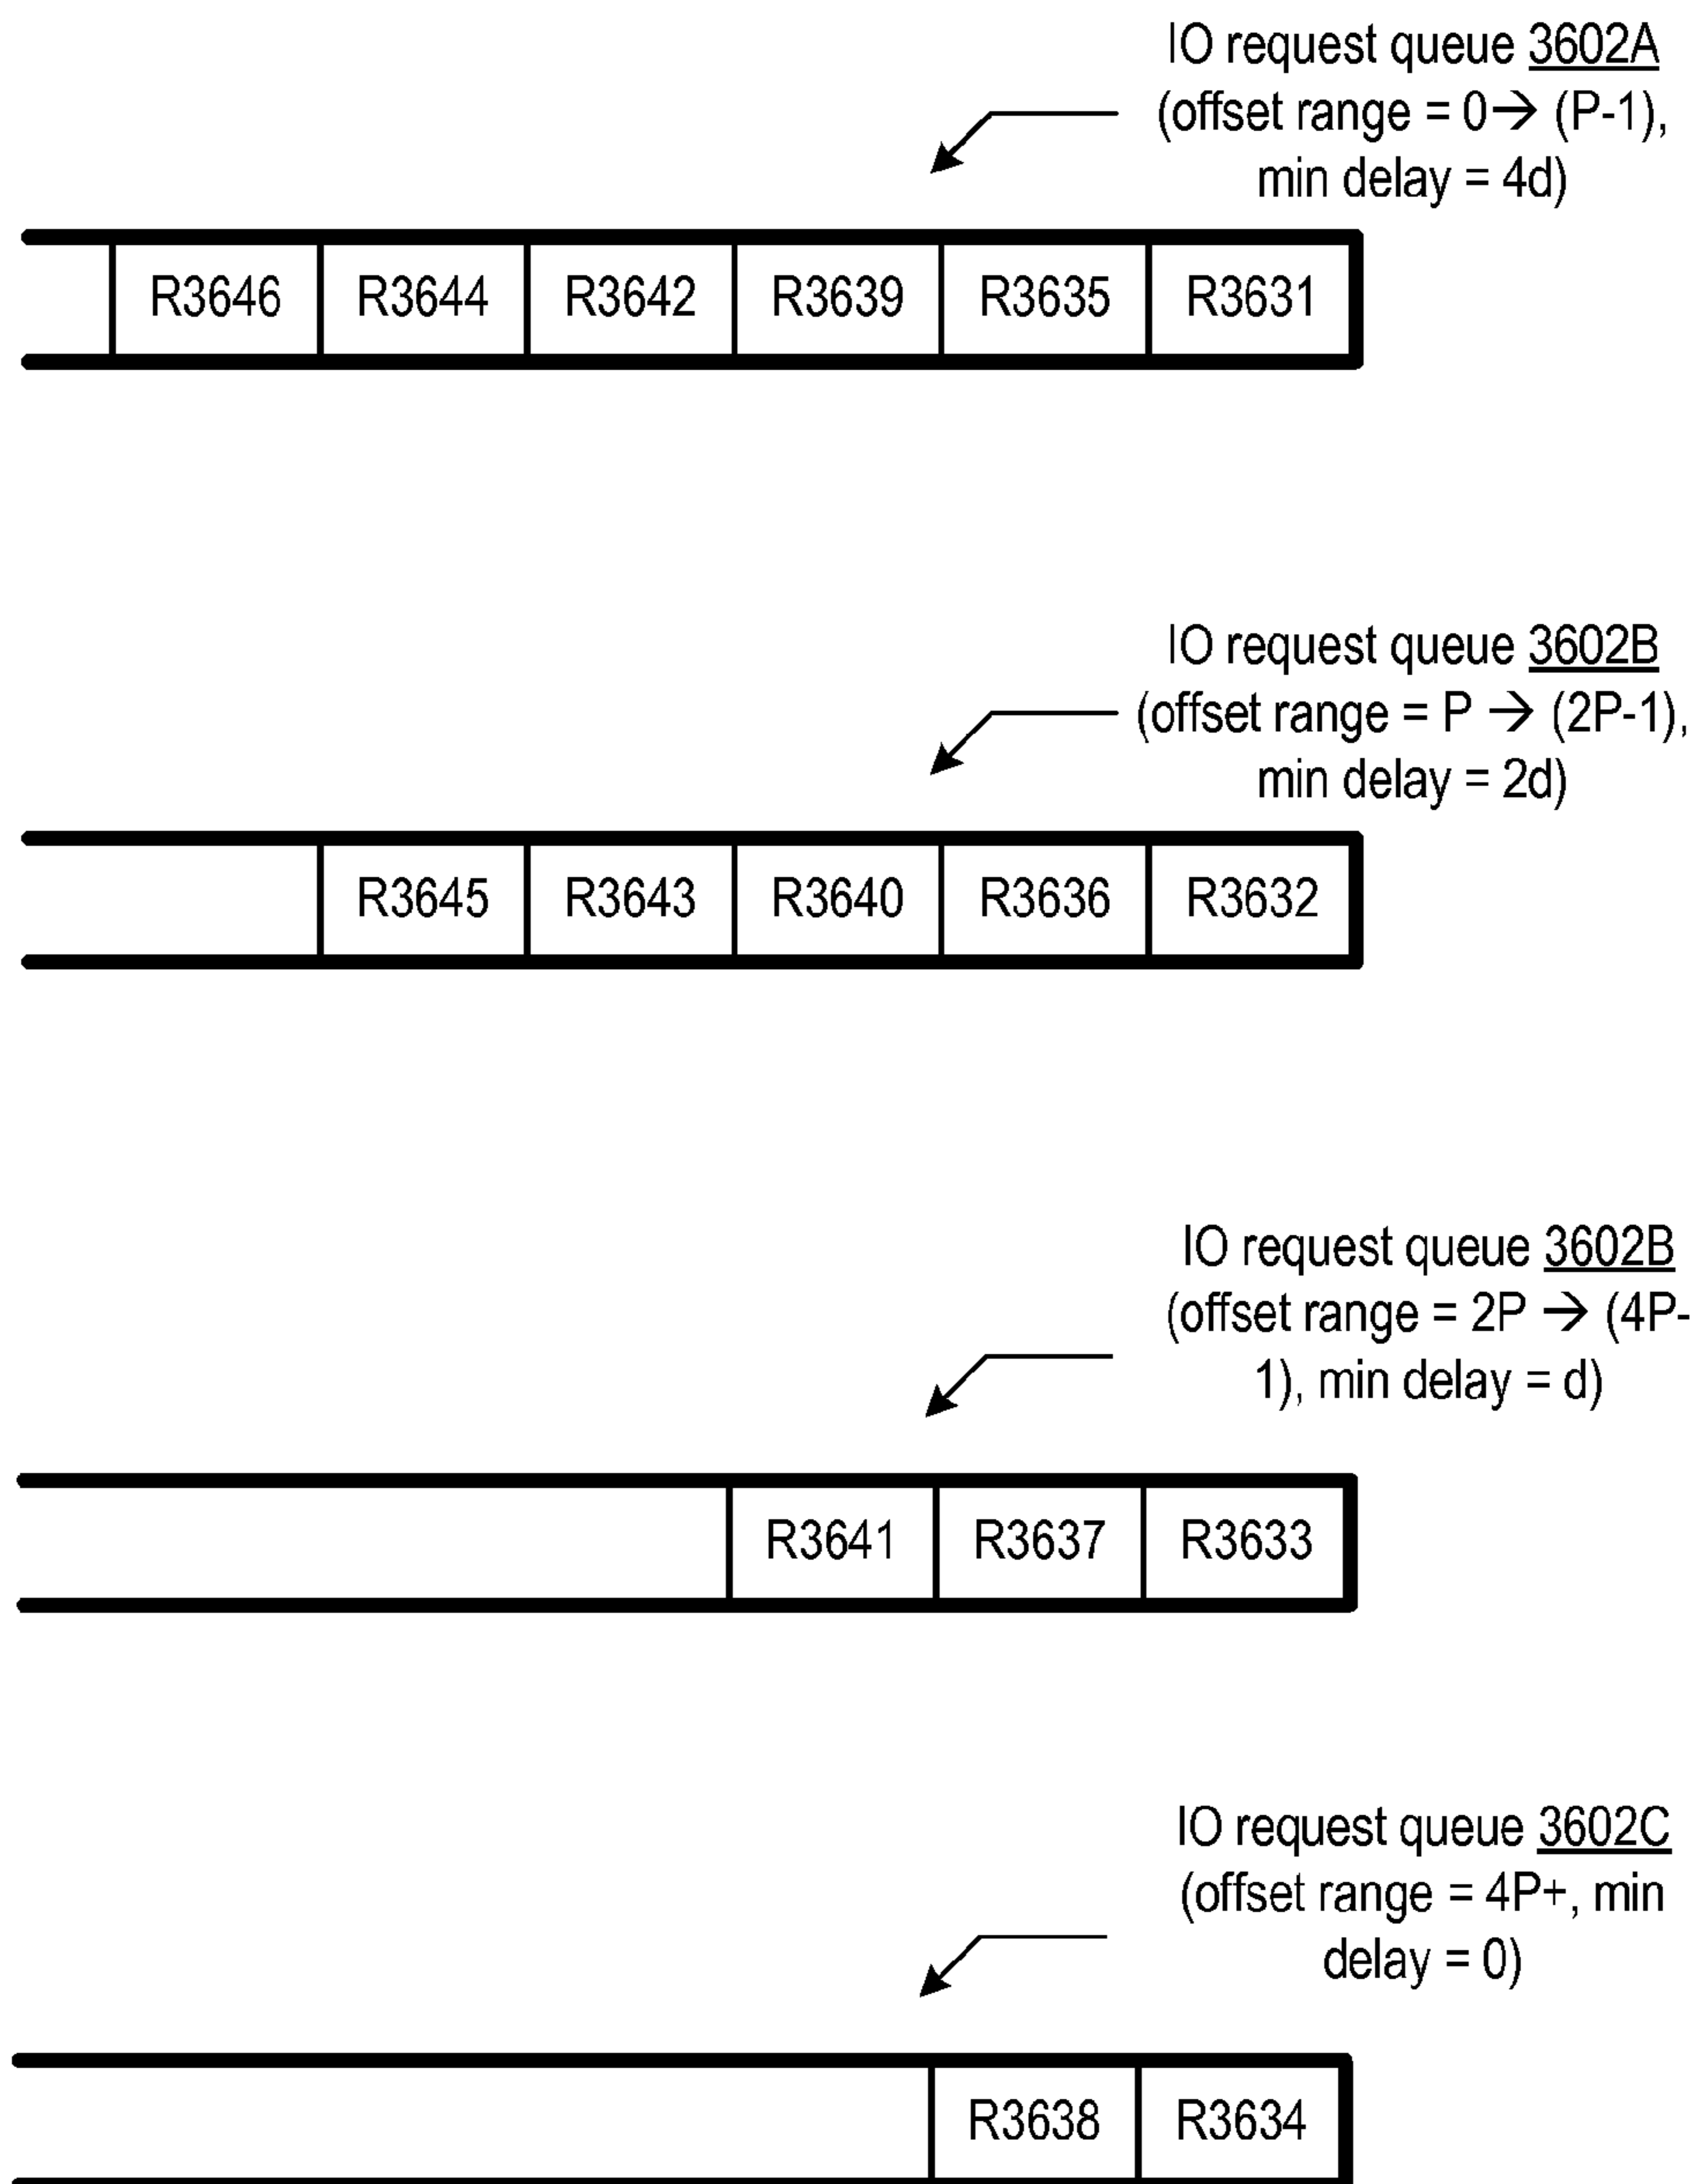 IO request queue 3602A
(offset range = 0→ (P-1),
min delay = 4d)
R3646 R3644 R3642 R3639 R3635 R3631
IO request queue 3602B
(offset range = P → (2P-1),
min delay = 2d)
R3645 R3643 R3640 R3636 R3632
IO request queue 3602B
(offset range = 2P → (4P-
1), min delay = d)
R3641 R3637 R3633
IO request queue 3602C
(offset range = 4P+, min
delay = 0)
R3638 R3634